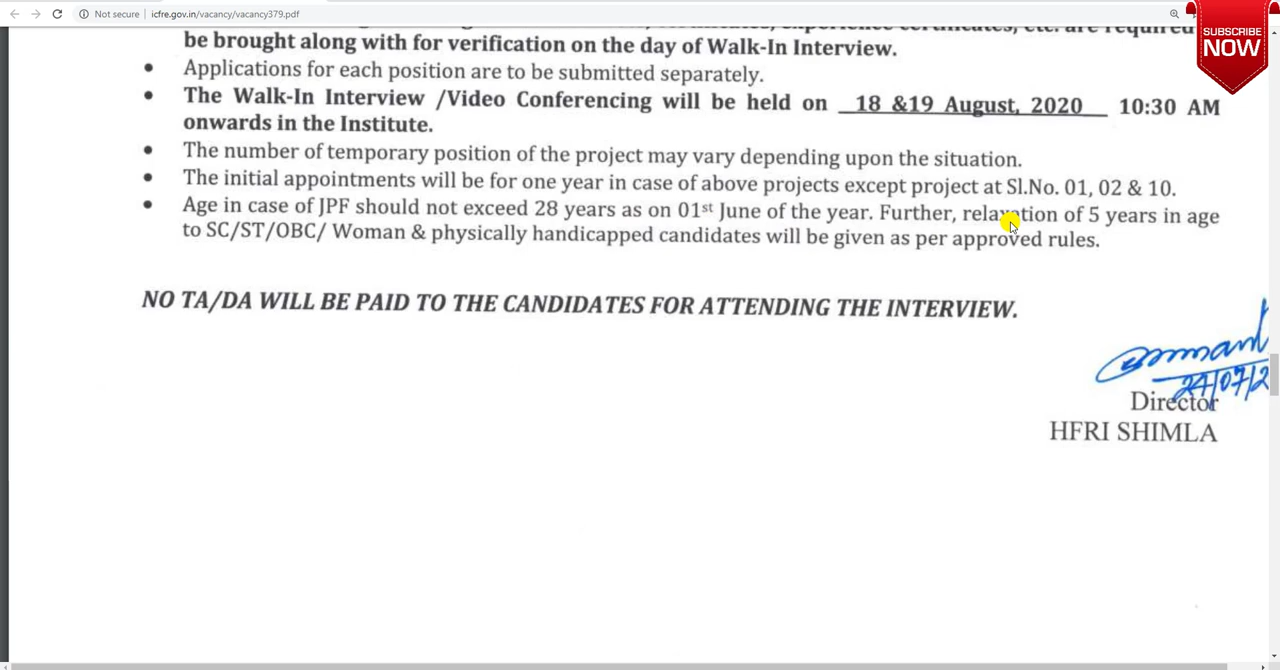 Not secure | icfre.gov.in/vacancy/vacancy379.pdf
SUBSCRIBE
NOW
be brought along with for verification on the day of Walk-In Interview.
• Applications for each position are to be submitted separately.
• The Walk-In Interview /Video Conferencing will be held on 18 &19 August, 2020 10:30 AM
onwards in the Institute.
• The number of temporary position of the project may vary depending upon the situation.
• The initial appointments will be for one year in case of above projects except project at Sl.No. 01, 02 & 10.
• Age in case of JPF should not exceed 28 years as on 01st June of the year. Further, relaxation of 5 years in age
to SC/ST/OBC/ Woman & physically handicapped candidates will be given as per approved rules.
NO TA/DA WILL BE PAID TO THE CANDIDATES FOR ATTENDING THE INTERVIEW.
24/07/2
Director
HFRI SHIMLA